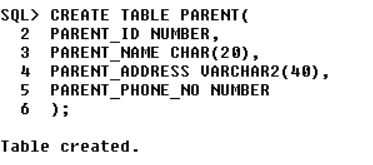 SQL> CREATE TABLE PARENT(
2 PARENT_ID NUMBER,
3 PARENT_NAME CHAR(20),
4 PARENT_ADDRESS VARCHAR2(40),
5 PARENT_PHONE_NO NUMBER
6 );
Table created.